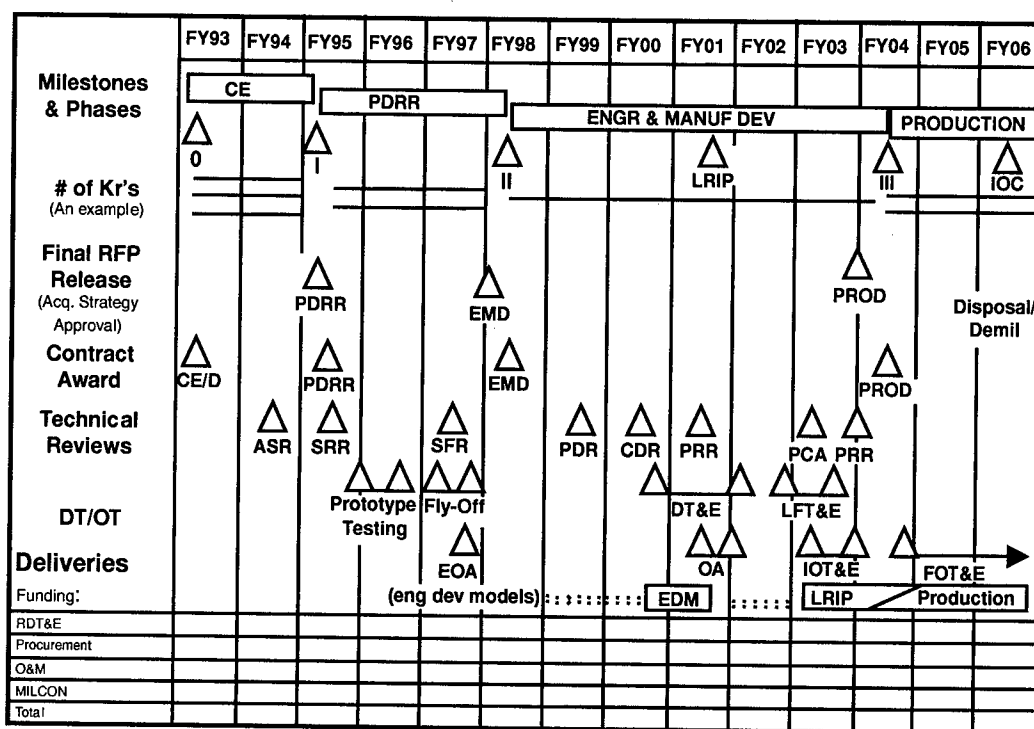 FY93 FY94 FY95 FY96 FY97 FY98 FY99 FY00 FY01 FY02 FY03 FY04 FY05 FY06
Milestones
& Phases
CE
PDRR
ENGR & MANUF DEV
PRODUCTION
0 I II LRIP III IOC
# of Kr's
(An example)
Final RFP
Release
(Acq. Strategy
Approval)
PDRR EMD PROD
Disposal/
Demil
Contract
Award
CE/D PDRR EMD PROD
Technical
Reviews
ASR SRR SFR PDR CDR PRR PCA PRR
DT/OT
Prototype
Testing
Fly-Off
DT&E LFT&E
Deliveries
EOA OA IOT&E FOT&E
Funding:
(eng dev models)
EDM
LRIP
Production
RDT&E
Procurement
O&M
MILCON
Total